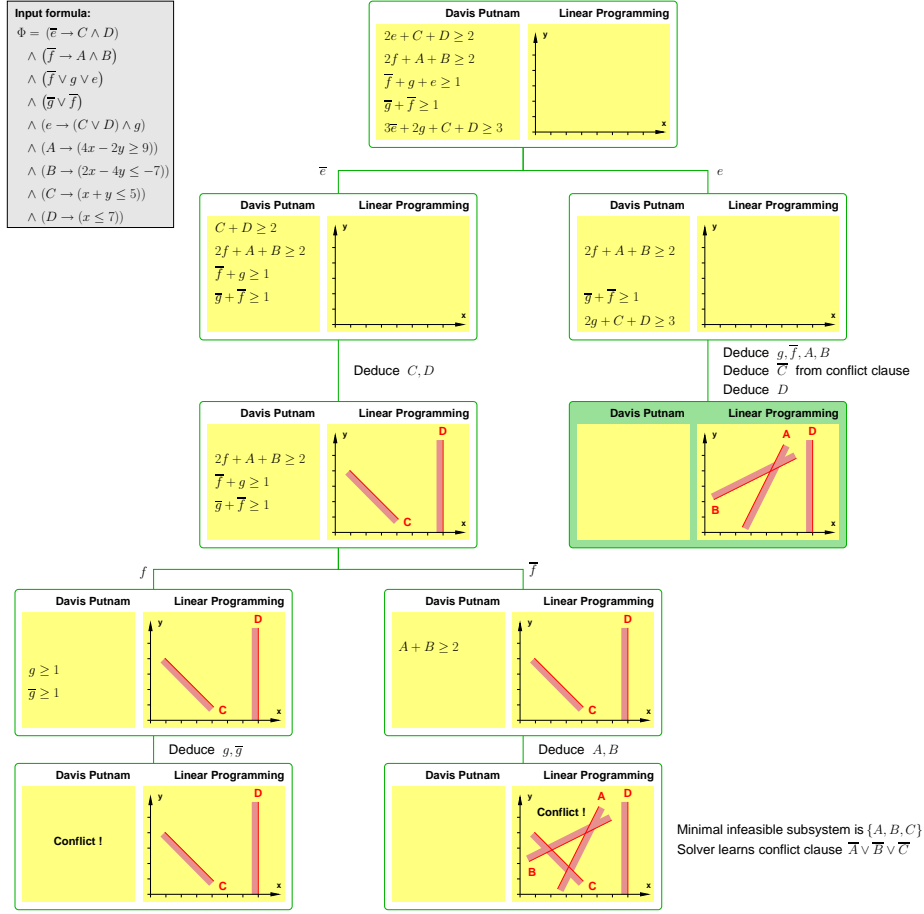 Input formula:
Φ = (e̅ → C ∧ D)
∧ (f̅ → A ∧ B)
∧ (f̅ ∨ g ∨ e)
∧ (g̅ ∨ f̅)
∧ (e → (C ∨ D) ∧ g)
∧ (A → (4x − 2y ≥ 9))
∧ (B → (2x − 4y ≤ −7))
∧ (C → (x + y ≤ 5))
∧ (D → (x ≤ 7))
Davis Putnam Linear Programming
2e + C + D ≥ 2
2f + A + B ≥ 2
f̅ + g + e ≥ 1
g̅ + f̅ ≥ 1
3e̅ + 2g + C + D ≥ 3
y
x
e̅
e
Davis Putnam Linear Programming
C + D ≥ 2
2f + A + B ≥ 2
f̅ + g ≥ 1
g̅ + f̅ ≥ 1
y
x
Davis Putnam Linear Programming
2f + A + B ≥ 2
g̅ + f̅ ≥ 1
2g + C + D ≥ 3
y
x
Deduce C, D
Deduce g, f̅, A, B
Deduce C̅ from conflict clause
Deduce D
Davis Putnam Linear Programming
2f + A + B ≥ 2
f̅ + g ≥ 1
g̅ + f̅ ≥ 1
y
D
C
x
Davis Putnam Linear Programming
y
A
D
B
x
f
f̅
Davis Putnam Linear Programming
g ≥ 1
g̅ ≥ 1
y
D
C
x
Davis Putnam Linear Programming
A + B ≥ 2
y
D
C
x
Deduce g, g̅
Deduce A, B
Davis Putnam Linear Programming
Conflict !
y
D
C
x
Davis Putnam Linear Programming
y
A
D
Conflict !
B
C
x
Minimal infeasible subsystem is {A, B, C}
Solver learns conflict clause A̅ ∨ B̅ ∨ C̅